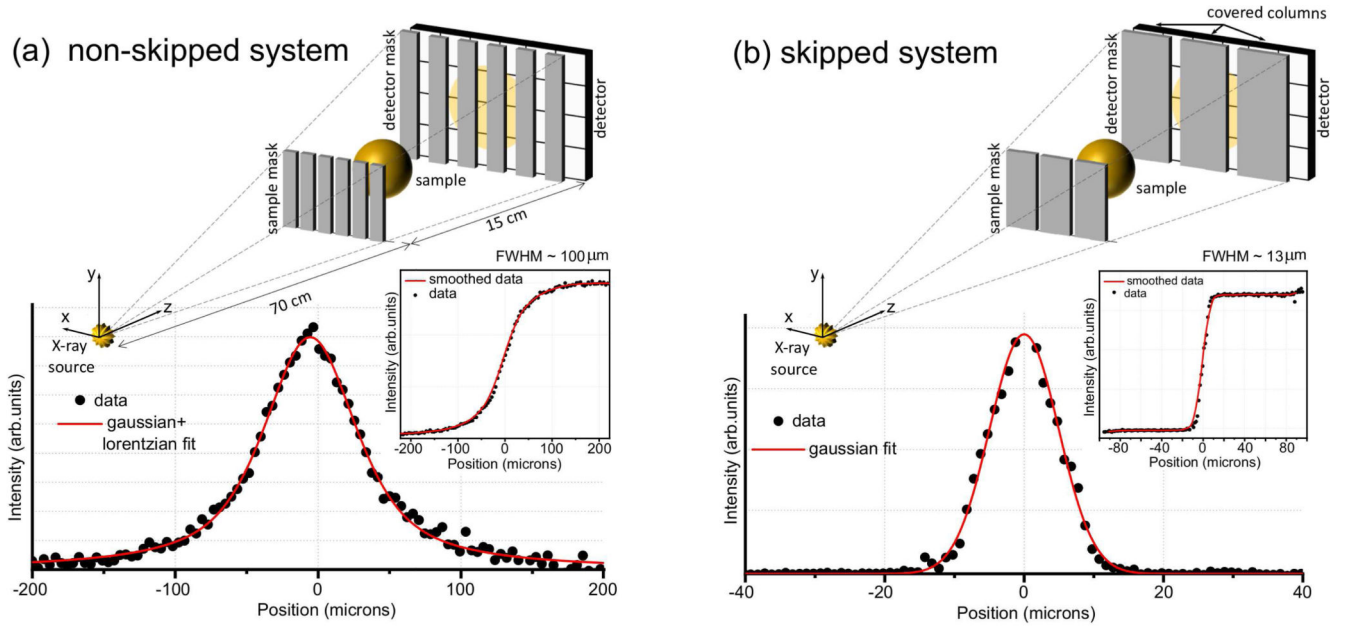 (a) non-skipped system
detector mask
detector
sample mask
sample
15 cm
70 cm
y
x
z
X-ray
source
data
gaussian+
lorentzian fit
FWHM ~ 100μm
smoothed data
data
Intensity (arb.units)
-100 0 100 200
Position (microns)
Intensity (arb.units)
-200 -100 0 100 200
Position (microns)
(b) skipped system
covered columns
detector mask
detector
sample mask
sample
y
x
z
X-ray
source
data
gaussian fit
FWHM ~ 13μm
smoothed data
data
Intensity (arb.units)
-80 -40 0 40 80
Position (microns)
Intensity (arb.units)
-40 -20 0 20 40
Position (microns)